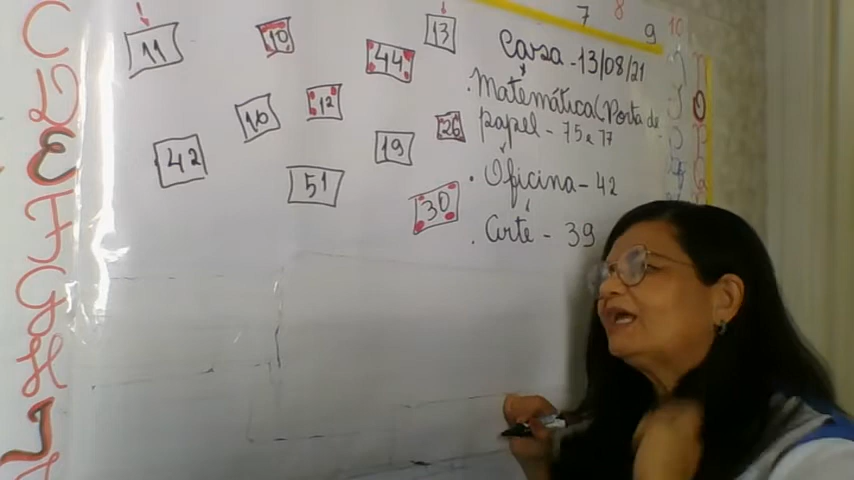 7 8 9 10
C
D
E
F
G
H
I
11
10
44
13
10
12
26
42
19
51
30
Casa - 13/08/21
. Matemática (Porta de
papel - 75 e 77
. Oficina - 42
. Arte - 39